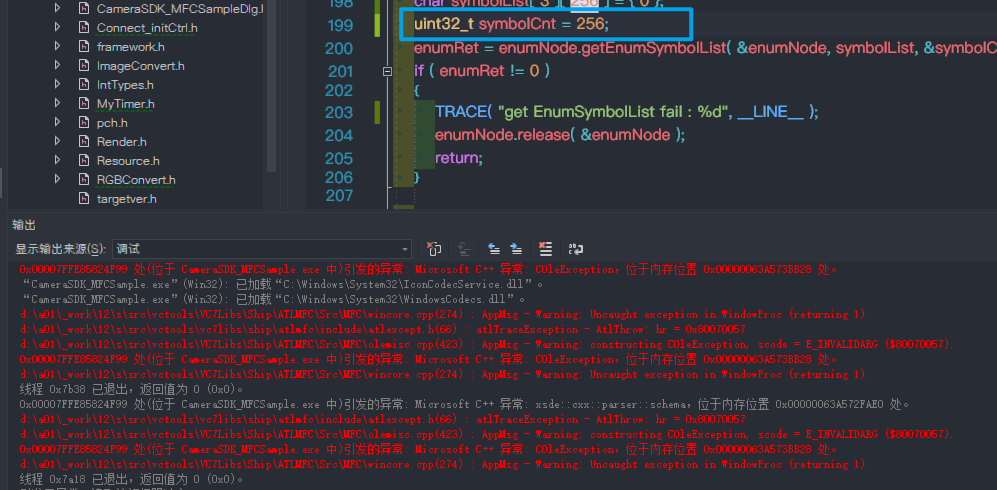 CameraSDK_MFCSampleDlg.l
Connect_initCtrl.h
framework.h
ImageConvert.h
IntTypes.h
MyTimer.h
pch.h
Render.h
Resource.h
RGBConvert.h
targetver.h
198 char symbolList[ 3 ][ 256 ] = { 0 };
199 uint32_t symbolCnt = 256;
200 enumRet = enumNode.getEnumSymbolList( &enumNode, symbolList, &symbolC
201 if ( enumRet != 0 )
202 {
203 TRACE( "get EnumSymbolList fail : %d", __LINE__ );
204 enumNode.release( &enumNode );
205 return;
206 }
207
输出
显示输出来源(S): 调试
0x00007FFE85824F99 处(位于 CameraSDK_MFCSample.exe 中)引发的异常: Microsoft C++ 异常: COleException，位于内存位置 0x00000063A573BB28 处。
“CameraSDK_MFCSample.exe”(Win32): 已加载“C:\Windows\System32\IconCodecService.dll”。
“CameraSDK_MFCSample.exe”(Win32): 已加载“C:\Windows\System32\WindowsCodecs.dll”。
d:\a01\_work\12\s\src\vctools\VC7Libs\Ship\ATLMFC\Src\MFC\wincore.cpp(274) : AppMsg - Warning: Uncaught exception in WindowProc (returning 1).
d:\a01\_work\12\s\src\vctools\vc7libs\ship\atlmfc\include\atlexcept.h(66) : atlTraceException - AtlThrow: hr = 0x80070057
d:\a01\_work\12\s\src\vctools\VC7Libs\Ship\ATLMFC\Src\MFC\olemisc.cpp(423) : AppMsg - Warning: constructing COleException, scode = E_INVALIDARG ($80070057).
0x00007FFE85824F99 处(位于 CameraSDK_MFCSample.exe 中)引发的异常: Microsoft C++ 异常: COleException，位于内存位置 0x00000063A573BB28 处。
d:\a01\_work\12\s\src\vctools\VC7Libs\Ship\ATLMFC\Src\MFC\wincore.cpp(274) : AppMsg - Warning: Uncaught exception in WindowProc (returning 1).
线程 0x7b38 已退出，返回值为 0 (0x0)。
0x00007FFE85824F99 处(位于 CameraSDK_MFCSample.exe 中)引发的异常: Microsoft C++ 异常: xsde::cxx::parser::schema，位于内存位置 0x00000063A572FAE0 处。
d:\a01\_work\12\s\src\vctools\vc7libs\ship\atlmfc\include\atlexcept.h(66) : atlTraceException - AtlThrow: hr = 0x80070057
d:\a01\_work\12\s\src\vctools\VC7Libs\Ship\ATLMFC\Src\MFC\olemisc.cpp(423) : AppMsg - Warning: constructing COleException, scode = E_INVALIDARG ($80070057).
0x00007FFE85824F99 处(位于 CameraSDK_MFCSample.exe 中)引发的异常: Microsoft C++ 异常: COleException，位于内存位置 0x00000063A573BB28 处。
d:\a01\_work\12\s\src\vctools\VC7Libs\Ship\ATLMFC\Src\MFC\wincore.cpp(274) : AppMsg - Warning: Uncaught exception in WindowProc (returning 1).
线程 0x7a18 已退出，返回值为 0 (0x0)。